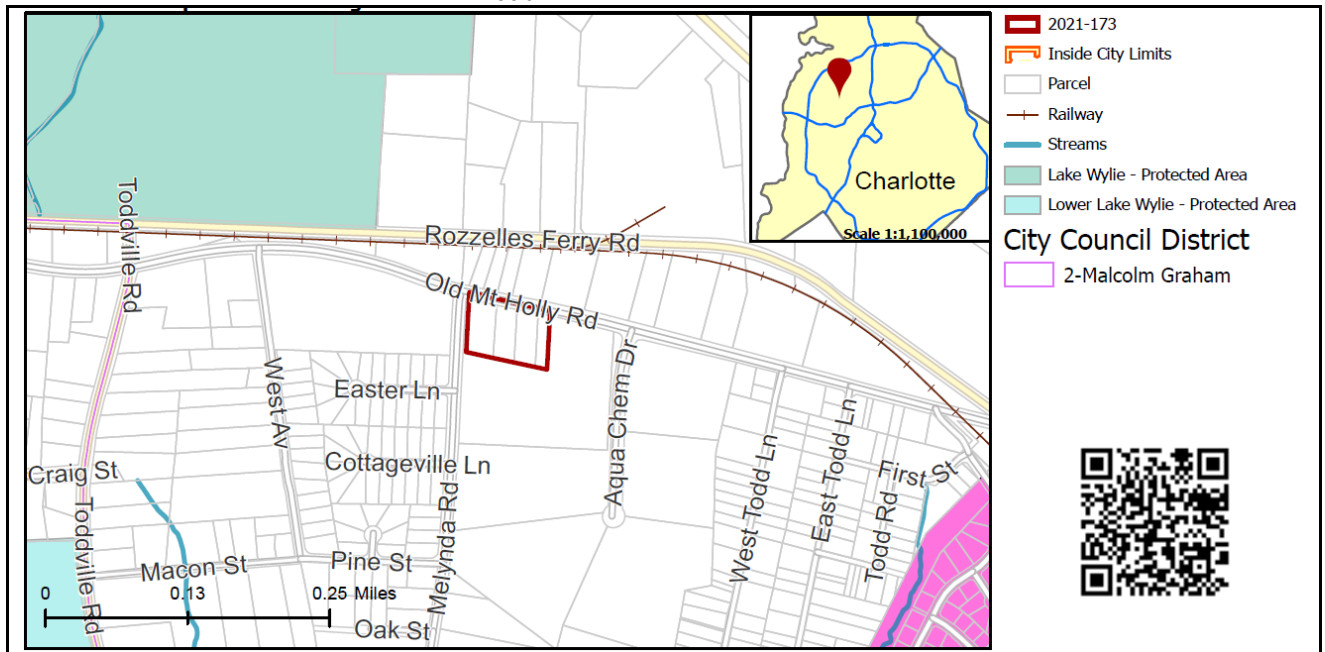 2021-173
Inside City Limits
Parcel
Railway
Streams
Lake Wylie - Protected Area
Lower Lake Wylie - Protected Area
City Council District
2-Malcolm Graham
Charlotte
Scale 1:1,100,000
Toddville Rd
Rozzelles Ferry Rd
Old Mt Holly Rd
West Av
Easter Ln
Aqua Chem Dr
Cottageville Ln
Craig St
Toddville Rd
Melynda Rd
West Todd Ln
East Todd Ln
Todd Rd
First St
Macon St
Pine St
Oak St
0 0.13 0.25 Miles